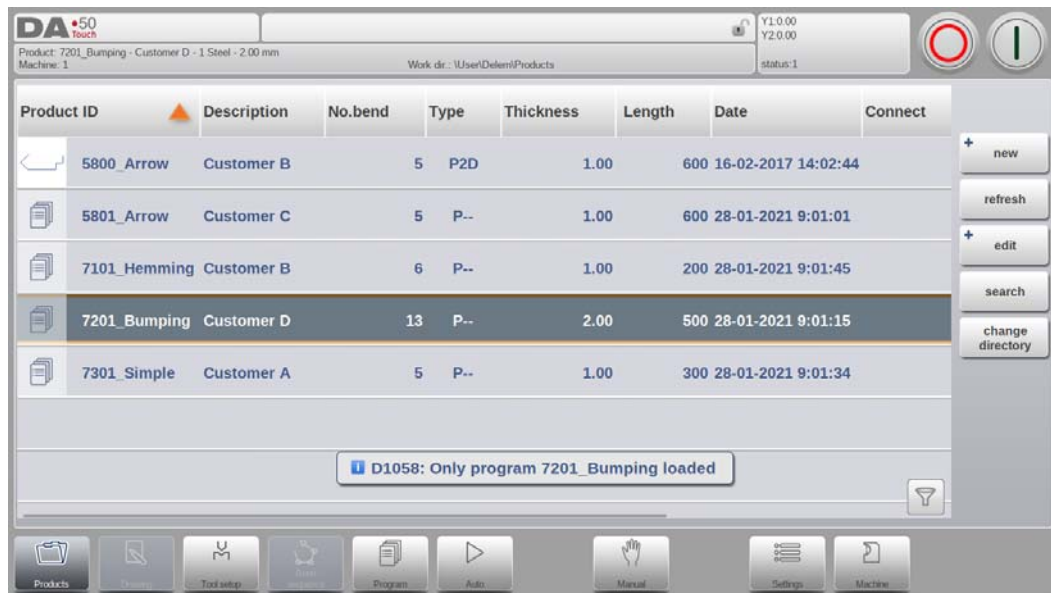 DA 50
Touch
Y1:0.00
Y2:0.00
status:1
Product: 7201_Bumping - Customer D - 1 Steel - 2.00 mm
Machine: 1
Work dir.: \User\Delem\Products
Product ID Description No.bend Type Thickness Length Date Connect
5800_Arrow Customer B 5 P2D 1.00 600 16-02-2017 14:02:44
5801_Arrow Customer C 5 P-- 1.00 600 28-01-2021 9:01:01
7101_Hemming Customer B 6 P-- 1.00 200 28-01-2021 9:01:45
7201_Bumping Customer D 13 P-- 2.00 500 28-01-2021 9:01:15
7301_Simple Customer A 5 P-- 1.00 300 28-01-2021 9:01:34
new
refresh
edit
search
change
directory
D1058: Only program 7201_Bumping loaded
Products Drawing Tool setup Bend
sequence Program Auto Manual Settings Machine